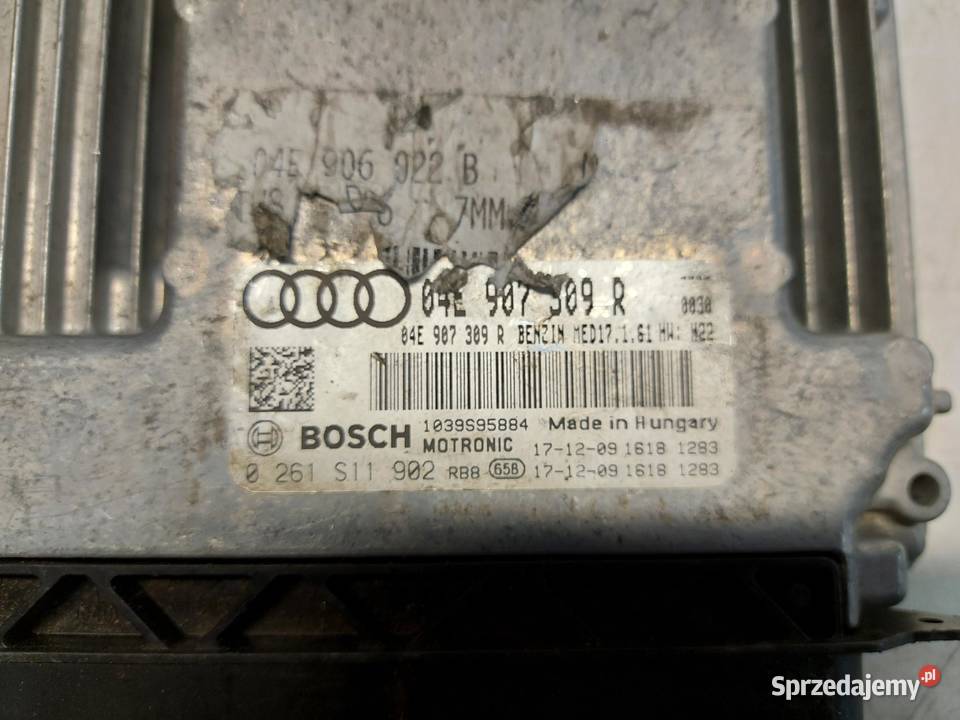 04E 906 022 B
7MM
04E 907 309 R
0030
04E 907 309 R BENZIN MED17.1.61 HW: H22
BOSCH
1039S95884 Made in Hungary
MOTRONIC 17-12-09 1618 1283
0 261 S11 902 RB8 658 17-12-09 1618 1283
Sprzedajemy.pl